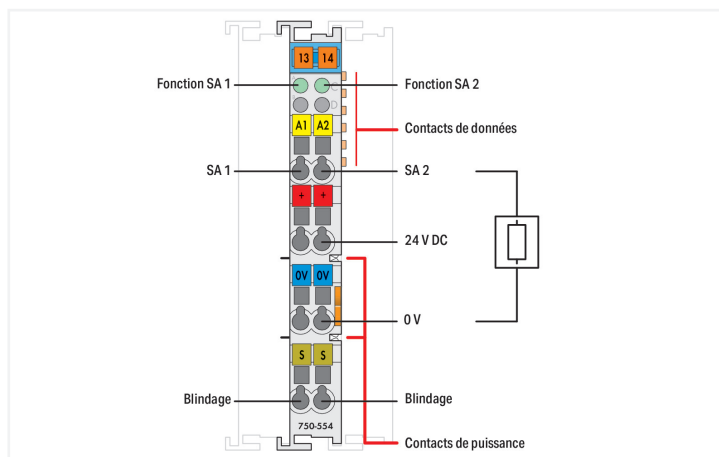 13 14
Fonction SA 1
Fonction SA 2
C
D
A1 A2
Contacts de données
SA 1
SA 2
+ +
24 V DC
0V 0V
0 V
S S
Blindage
Blindage
750-554
Contacts de puissance